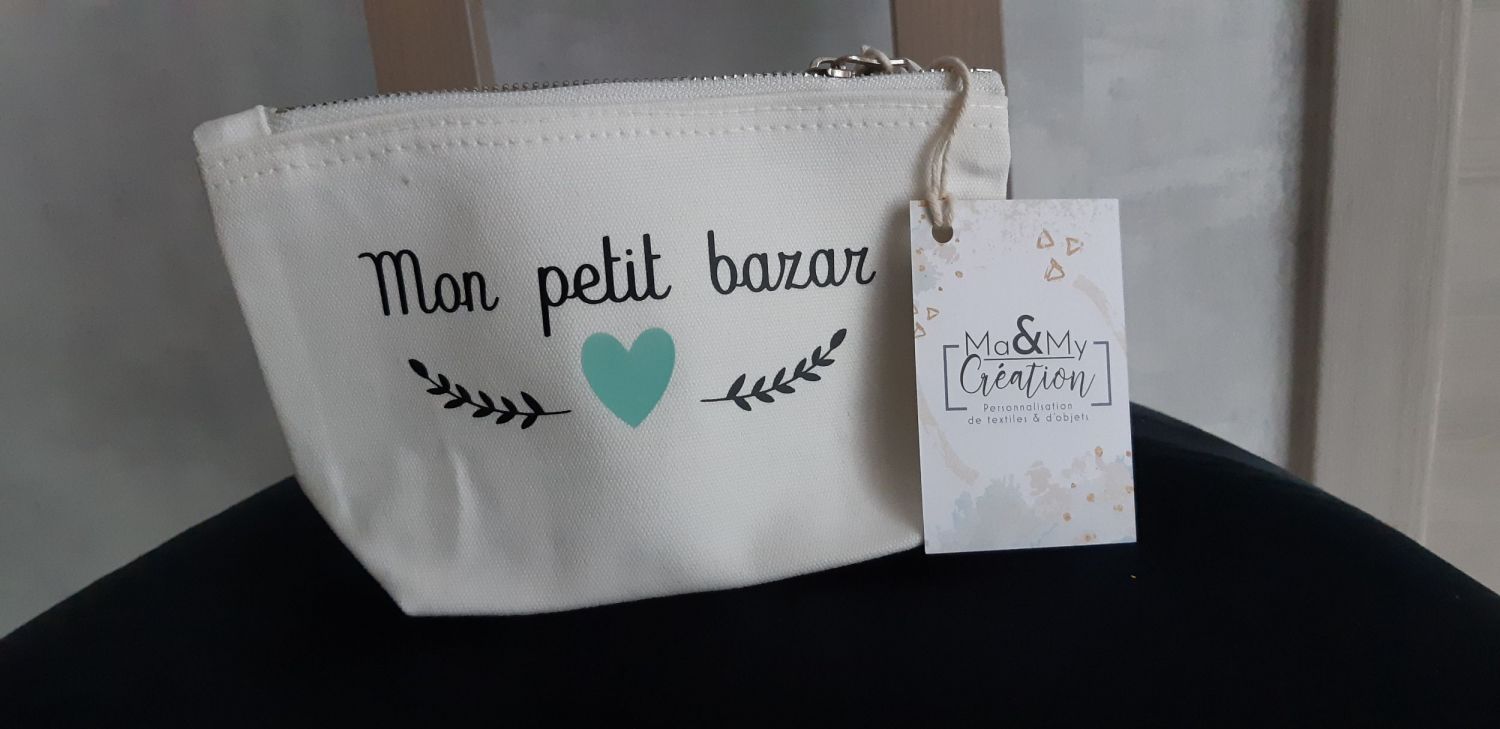 Mon petit bazar
Ma&My
Création
Personnalisation
de textiles & d'objets